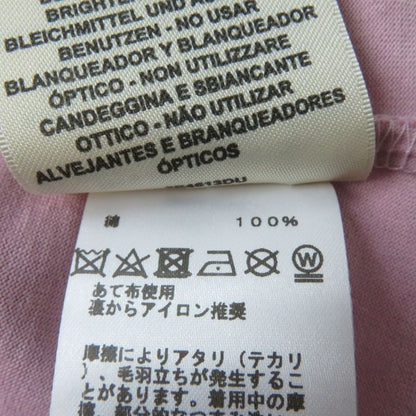 BLEICHMITTEL UND A
BENUTZEN - NO USAR
BLANQUEADOR Y BLANQUEADOR
ÓPTICO - NON UTILIZZARE
CANDEGGINA E SBIANCANTE
OTTICO - NÃO UTILIZAR
ALVEJANTES E BRANQUEADORES
ÓPTICOS
綿 100%
W
あて布使用
裏からアイロン推奨
摩擦によりアタリ(テカリ
)、毛羽立ちが発生するこ
とがあります。着用中の摩